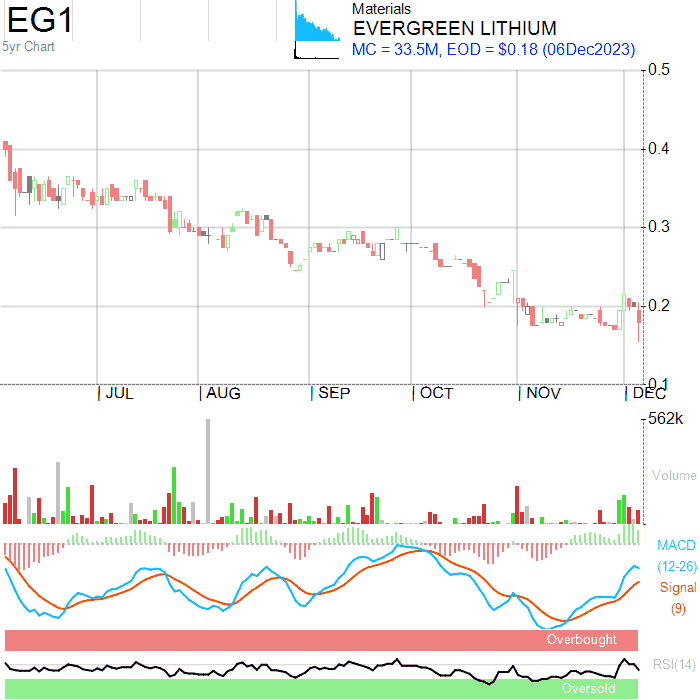 EG1
5yr Chart
Materials
EVERGREEN LITHIUM
MC = 33.5M, EOD = $0.18 (06Dec2023)
0.5
0.4
0.3
0.2
0.1
JUL AUG SEP OCT NOV DEC
562k
Volume
MACD
(12-26)
Signal
(9)
Overbought
RSI(14)
Oversold